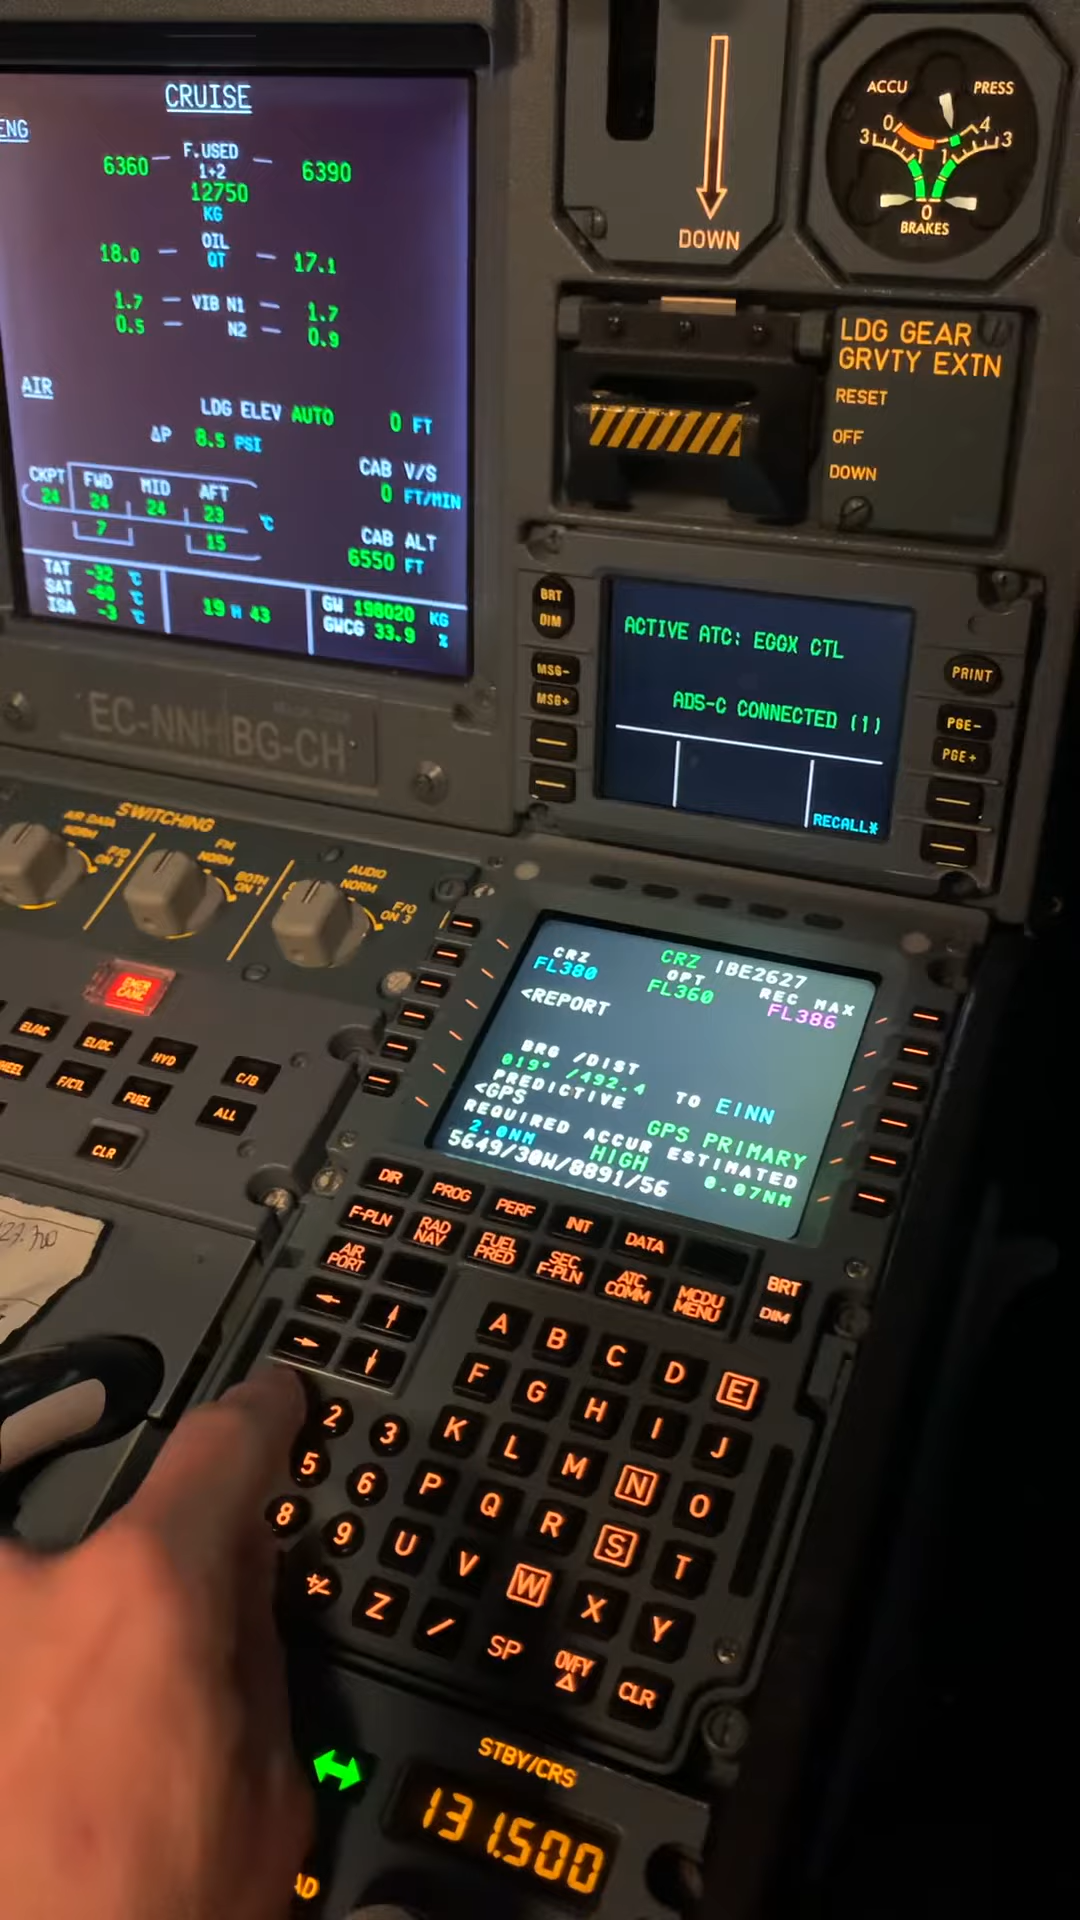 CRUISE
ENG
F.USED
6360 1+2 6390
12750
KG
OIL
18.0 QT 17.1
1.7 VIB N1 1.7
0.5 N2 0.9
AIR
LDG ELEV AUTO 0 FT
ΔP 8.5 PSI
CAB V/S
0 FT/MIN
CKPT FWD MID AFT
24 24 24 23 °C
7 15
CAB ALT
6550 FT
TAT -32 °C
SAT -60 °C
ISA -3 °C
19 H 43
GW 198020 KG
GWCG 33.9 %
DOWN
ACCU PRESS
0 4
3 1 1 3
0
BRAKES
LDG GEAR
GRVTY EXTN
RESET
OFF
DOWN
BRT
DIM
MSG-
MSG+
ACTIVE ATC: EGGX CTL
ADS-C CONNECTED (1)
RECALL*
PRINT
PGE-
PGE+
EC-NNH BG-CH
SWITCHING
AIR DATA
NORM
F/O
ON 3
FM
NORM
BOTH
ON 1
AUDIO
NORM
F/O
ON 3
EMER
CANC
EL/AC EL/DC HYD C/B
WHEEL F/CTL FUEL ALL
CLR
CRZ IBE2627
CRZ OPT REC MAX
FL380 FL360 FL386
<REPORT
BRG /DIST
019° /492.4 TO EINN
PREDICTIVE
<GPS GPS PRIMARY
REQUIRED ACCUR ESTIMATED
2.0NM HIGH 0.07NM
5649/30W/8891/56
DIR PROG PERF INIT DATA
F-PLN RAD NAV FUEL PRED SEC F-PLN ATC COMM MCDU MENU
BRT
DIM
AIR PORT
← ↑
→ ↓
A B C D E
F G H I J
K L M N O
P Q R S T
U V W X Y
Z / SP OVFY Δ CLR
2 3
5 6
8 9
+/-
STBY/CRS
131.500